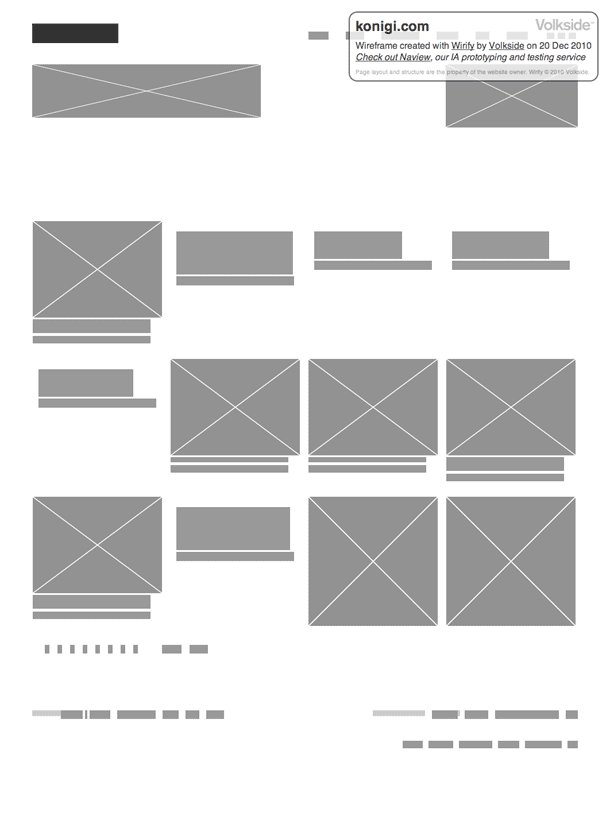 konigi.com
Volkside™
Wireframe created with Wirify by Volkside on 20 Dec 2010
Check out Naview, our IA prototyping and testing service
Page layout and structure are the property of the website owner. Wirify © 2010 Volkside.